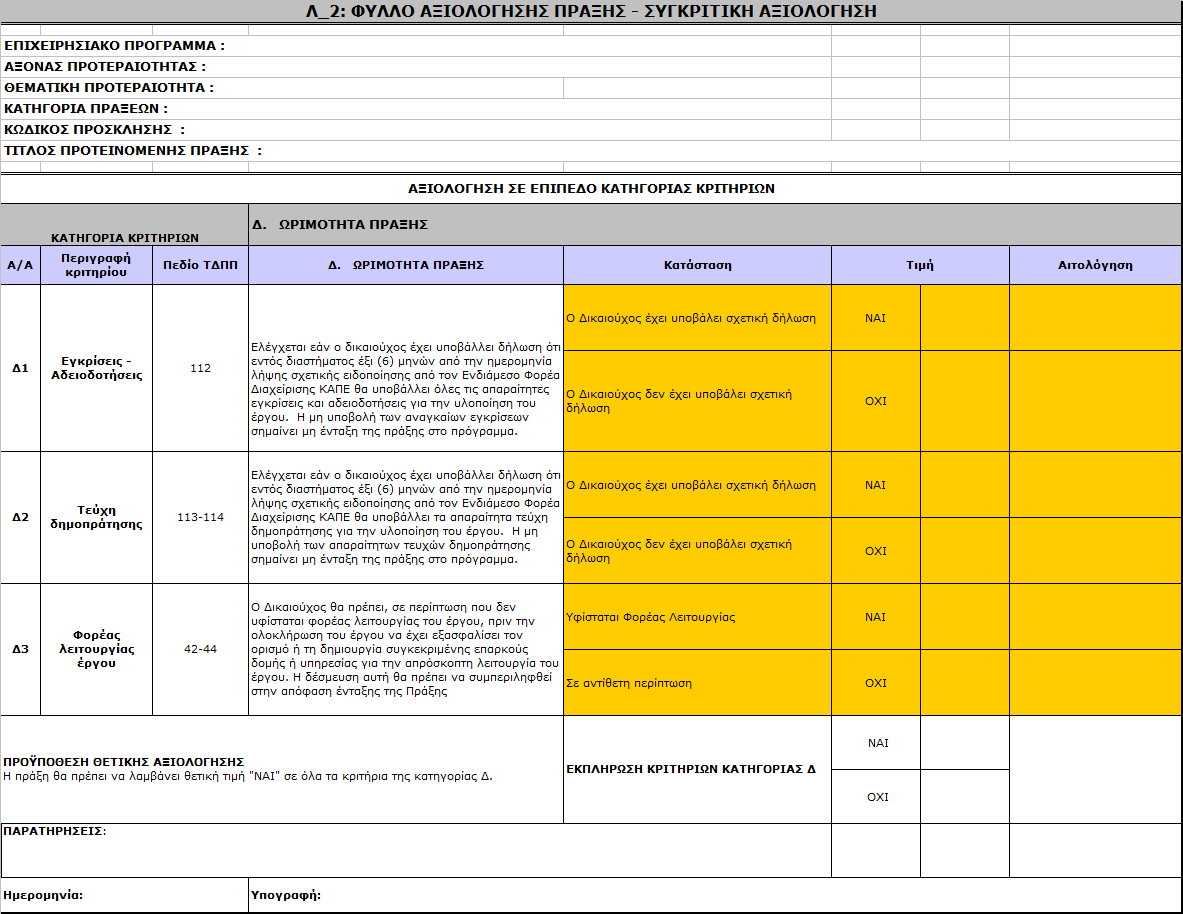 Λ_2: ΦΥΛΛΟ ΑΞΙΟΛΟΓΗΣΗΣ ΠΡΑΞΗΣ - ΣΥΓΚΡΙΤΙΚΗ ΑΞΙΟΛΟΓΗΣΗ
ΕΠΙΧΕΙΡΗΣΙΑΚΟ ΠΡΟΓΡΑΜΜΑ :
ΑΞΟΝΑΣ ΠΡΟΤΕΡΑΙΟΤΗΤΑΣ :
ΘΕΜΑΤΙΚΗ ΠΡΟΤΕΡΑΙΟΤΗΤΑ :
ΚΑΤΗΓΟΡΙΑ ΠΡΑΞΕΩΝ :
ΚΩΔΙΚΟΣ ΠΡΟΣΚΛΗΣΗΣ :
ΤΙΤΛΟΣ ΠΡΟΤΕΙΝΟΜΕΝΗΣ ΠΡΑΞΗΣ :
ΑΞΙΟΛΟΓΗΣΗ ΣΕ ΕΠΙΠΕΔΟ ΚΑΤΗΓΟΡΙΑΣ ΚΡΙΤΗΡΙΩΝ
ΚΑΤΗΓΟΡΙΑ ΚΡΙΤΗΡΙΩΝ
Δ. ΩΡΙΜΟΤΗΤΑ ΠΡΑΞΗΣ
Α/Α
Περιγραφή
κριτηρίου
Πεδίο ΤΔΠΠ
Δ. ΩΡΙΜΟΤΗΤΑ ΠΡΑΞΗΣ
Κατάσταση
Τιμή
Αιτολόγηση
Δ1
Εγκρίσεις -
Αδειοδοτήσεις
112
Ελέγχεται εάν ο δικαιούχος έχει υποβάλλει δήλωση ότι
εντός διαστήματος έξι (6) μηνών από την ημερομηνία
λήψης σχετικής ειδοποίησης από τον Ενδιάμεσο Φορέα
Διαχείρισης ΚΑΠΕ θα υποβάλλει όλες τις απαραίτητες
εγκρίσεις και αδειοδοτήσεις για την υλοποίηση του
έργου. Η μη υποβολή των αναγκαίων εγκρίσεων
σημαίνει μη ένταξη της πράξης στο πρόγραμμα.
Ο Δικαιούχος έχει υποβάλει σχετική δήλωση
ΝΑΙ
Ο Δικαιούχος δεν έχει υποβάλει σχετική
δήλωση
ΟΧΙ
Δ2
Τεύχη
δημοπράτησης
113-114
Ελέγχεται εάν ο δικαιούχος έχει υποβάλλει δήλωση ότι
εντός διαστήματος έξι (6) μηνών από την ημερομηνία
λήψης σχετικής ειδοποίησης από τον Ενδιάμεσο Φορέα
Διαχείρισης ΚΑΠΕ θα υποβάλλει τα απαραίτητα τεύχη
δημοπράτησης για την υλοποίηση του έργου. Η μη
υποβολή των απαραίτητων τευχών δημοπράτησης
σημαίνει μη ένταξη της πράξης στο πρόγραμμα.
Ο Δικαιούχος έχει υποβάλει σχετική δήλωση
ΝΑΙ
Ο Δικαιούχος δεν έχει υποβάλει σχετική
δήλωση
ΟΧΙ
Δ3
Φορέας
λειτουργίας
έργου
42-44
Ο Δικαιούχος θα πρέπει, σε περίπτωση που δεν
υφίσταται φορέας λειτουργίας του έργου, πριν την
ολοκλήρωση του έργου να έχει εξασφαλίσει τον
ορισμό ή τη δημιουργία συγκεκριμένης επαρκούς
δομής ή υπηρεσίας για την απρόσκοπτη λειτουργία του
έργου. Η δέσμευση αυτή θα πρέπει να συμπεριληφθεί
στην απόφαση ένταξης της Πράξης
Υφίσταται Φορέας Λειτουργίας
ΝΑΙ
Σε αντίθετη περίπτωση
ΟΧΙ
ΠΡΟΫΠΟΘΕΣΗ ΘΕΤΙΚΗΣ ΑΞΙΟΛΟΓΗΣΗΣ
Η πράξη θα πρέπει να λαμβάνει θετική τιμή "ΝΑΙ" σε όλα τα κριτήρια της κατηγορίας Δ.
ΕΚΠΛΗΡΩΣΗ ΚΡΙΤΗΡΙΩΝ ΚΑΤΗΓΟΡΙΑΣ Δ
ΝΑΙ
ΟΧΙ
ΠΑΡΑΤΗΡΗΣΕΙΣ:
Ημερομηνία:
Υπογραφή: